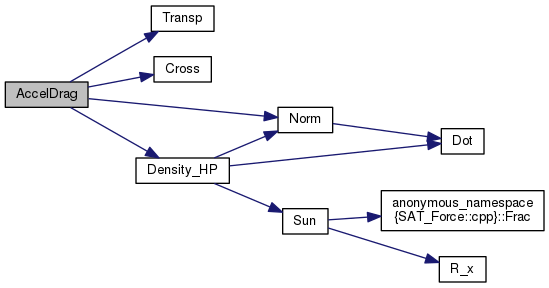 Transp
Cross
AccelDrag
Norm
Dot
Density_HP
anonymous_namespace
{SAT_Force::cpp}::Frac
Sun
R_x